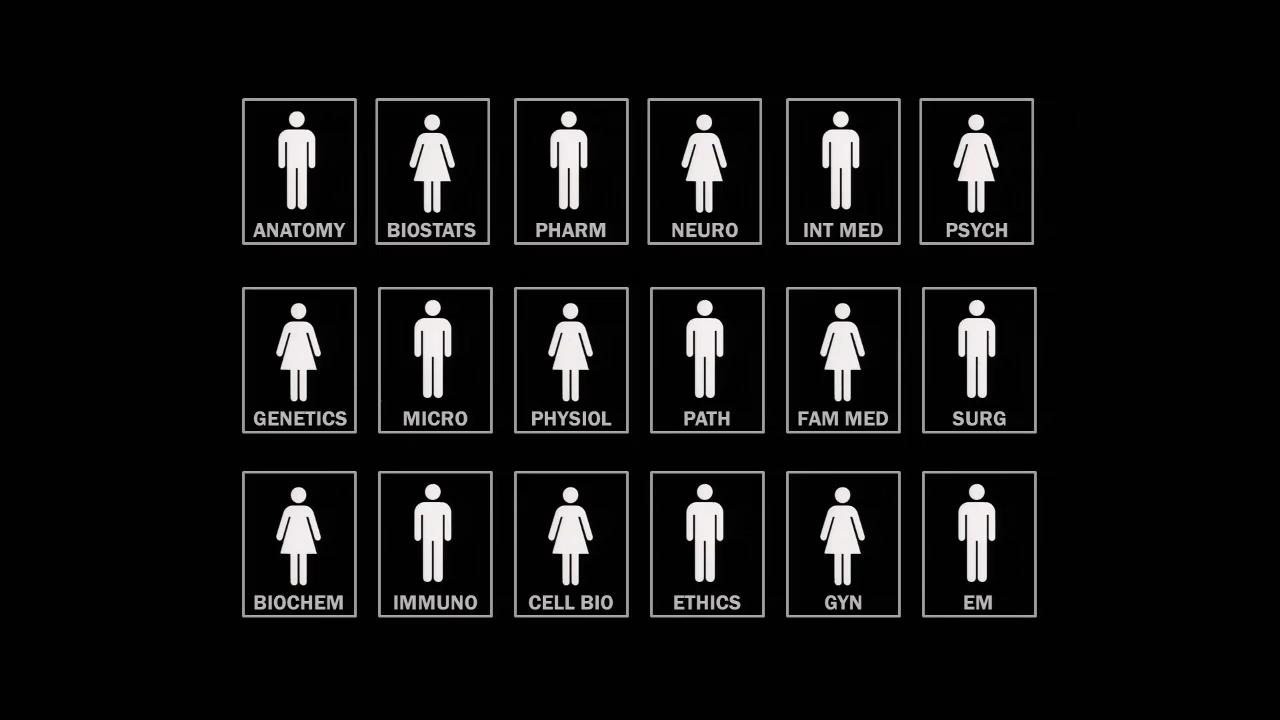 ANATOMY BIOSTATS PHARM NEURO INT MED PSYCH
GENETICS MICRO PHYSIOL PATH FAM MED SURG
BIOCHEM IMMUNO CELL BIO ETHICS GYN EM